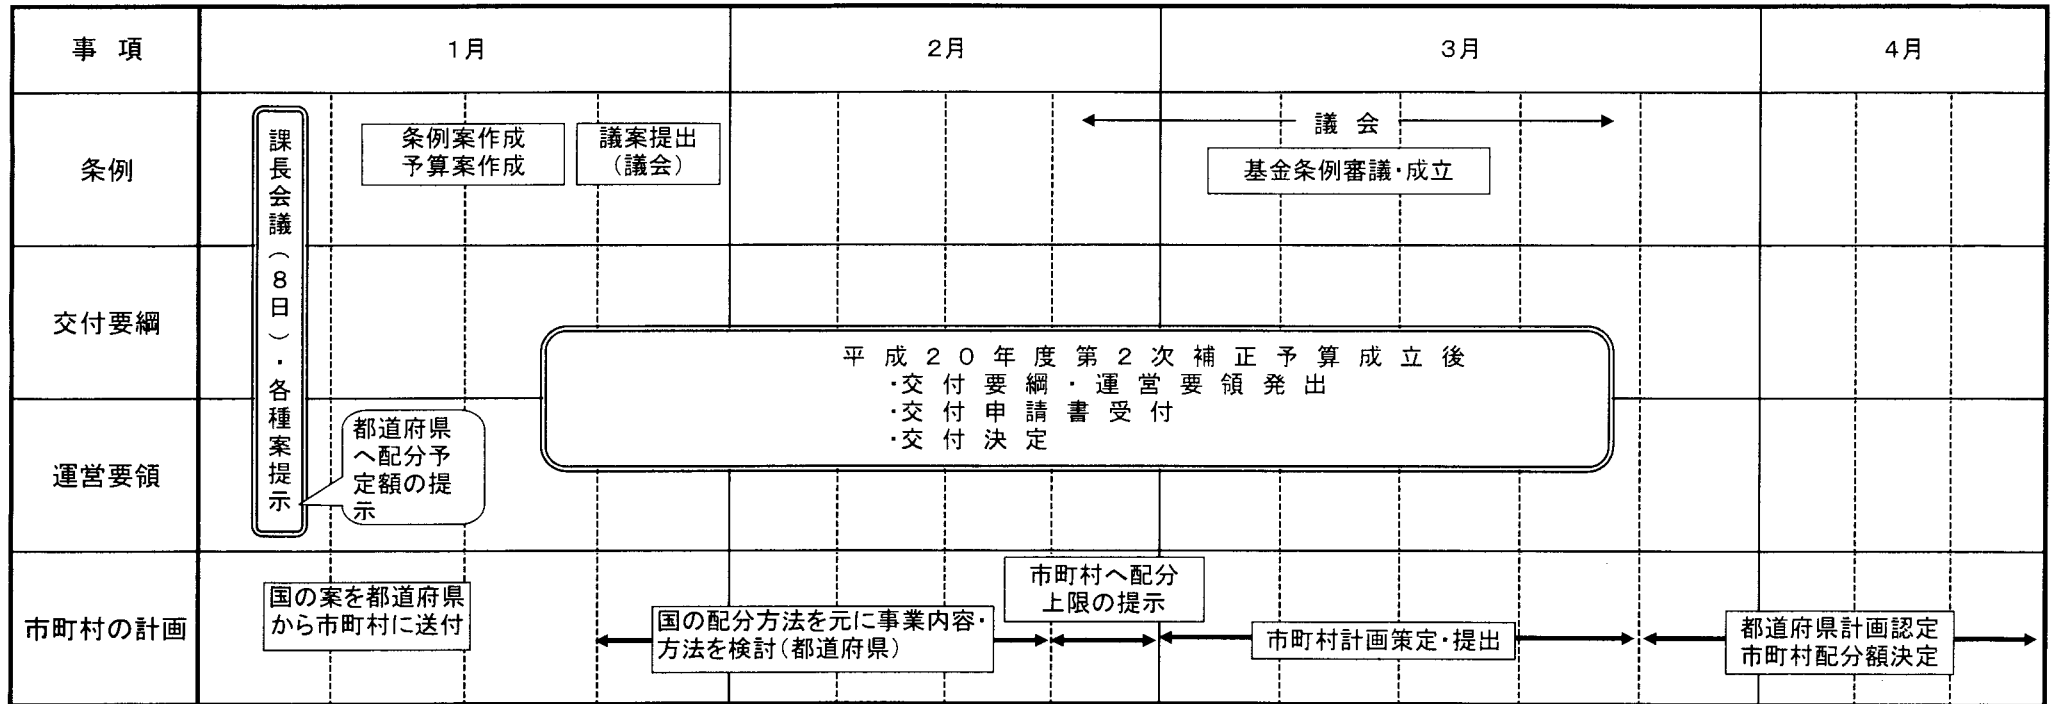 事 項
1月
2月
3月
4月
条例
課長会議(8日)・各種案提示
条例案作成
予算案作成
議案提出
(議会)
議 会
基金条例審議・成立
交付要綱
平成20年度第2次補正予算成立後
・交付要綱・運営要領発出
・交付申請書受付
・交付決定
運営要領
都道府県
へ配分予
定額の提
示
市町村の計画
国の案を都道府県
から市町村に送付
国の配分方法を元に事業内容・
方法を検討(都道府県)
市町村へ配分
上限の提示
市町村計画策定・提出
都道府県計画認定
市町村配分額決定